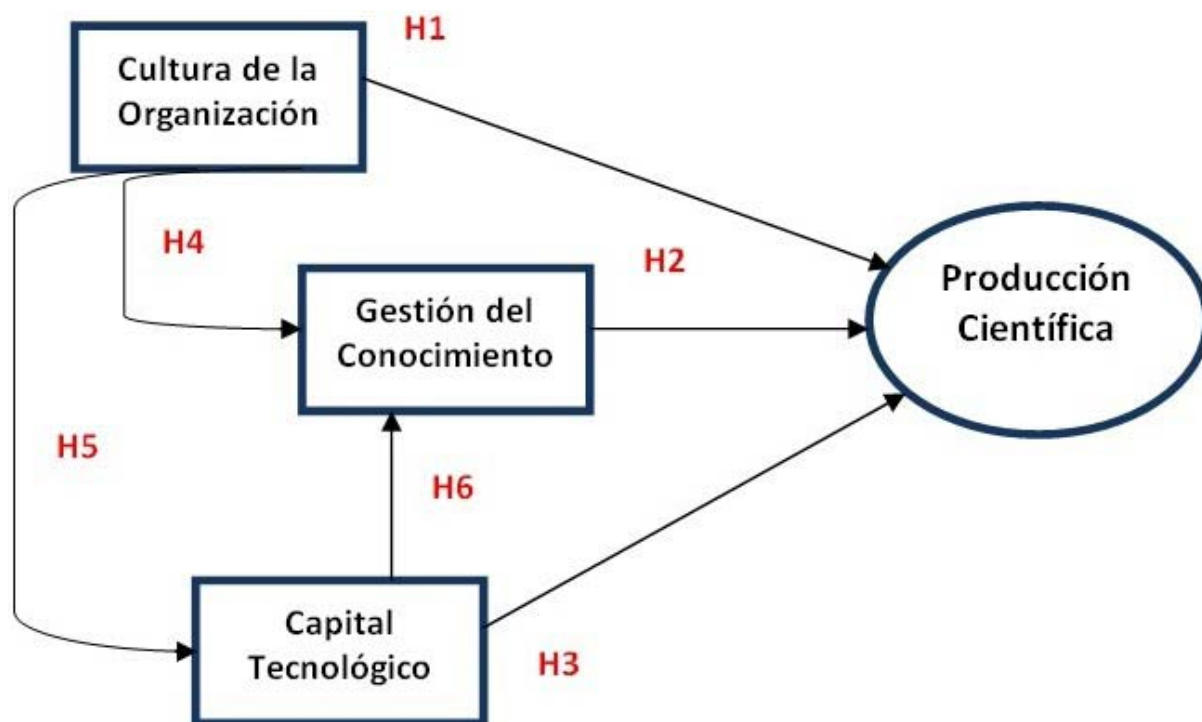 H1
Cultura de la
Organización
H4
H2
Gestión del
Conocimiento
Producción
Científica
H5
H6
Capital
Tecnológico
H3